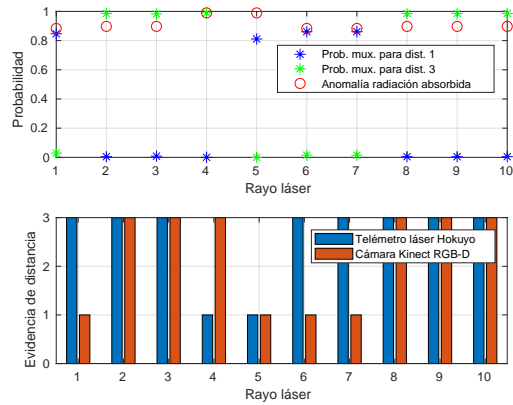 Probabilidad
1
0.8
0.6
0.4
0.2
0
Prob. mux. para dist. 1
Prob. mux. para dist. 3
Anomalía radiación absorbida
1 2 3 4 5 6 7 8 9 10
Rayo láser
Evidencia de distancia
3
2
1
0
Telémetro láser Hokuyo
Cámara Kinect RGB-D
1 2 3 4 5 6 7 8 9 10
Rayo láser